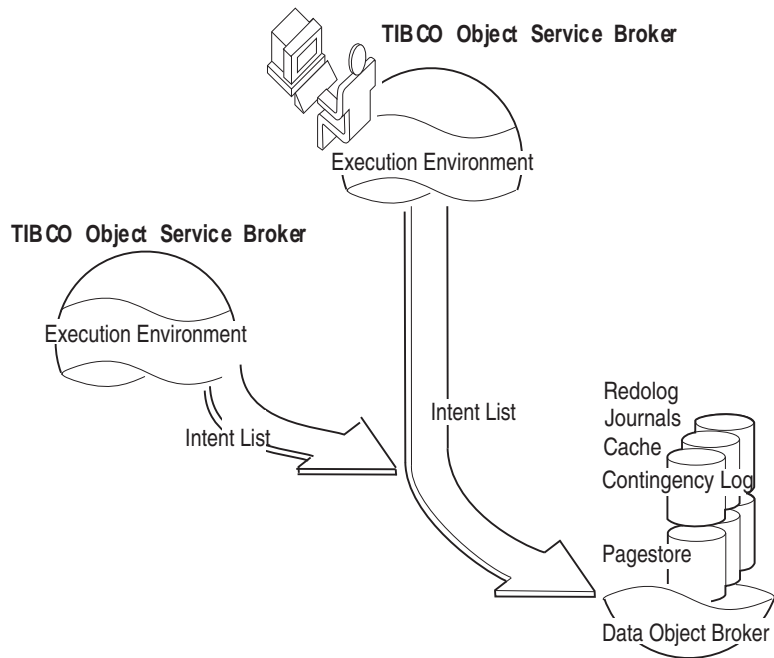 TIBCO Object Service Broker
Execution Environment
TIBCO Object Service Broker
Execution Environment
Intent List
Intent List
Redolog
Journals
Cache
Contingency Log
Pagestore
Data Object Broker